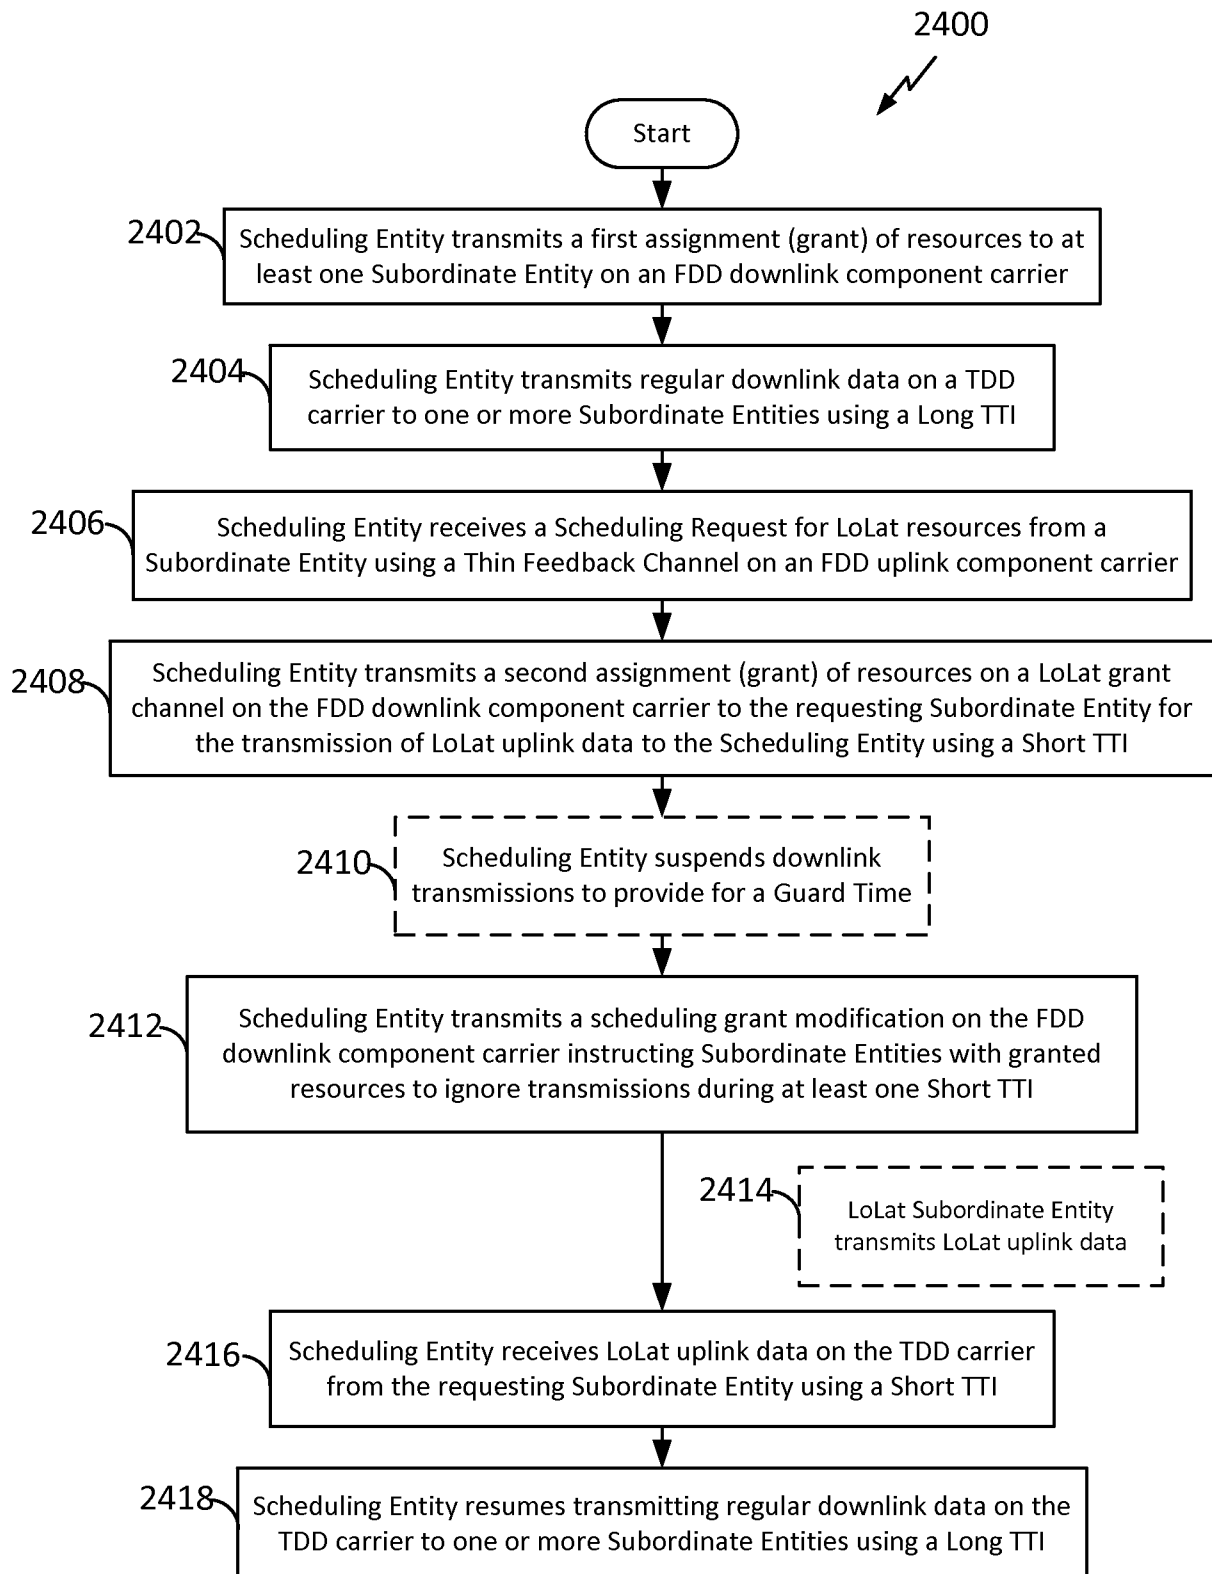 2400
Start
2402
Scheduling Entity transmits a first assignment (grant) of resources to at
least one Subordinate Entity on an FDD downlink component carrier
2404
Scheduling Entity transmits regular downlink data on a TDD
carrier to one or more Subordinate Entities using a Long TTI
2406
Scheduling Entity receives a Scheduling Request for LoLat resources from a
Subordinate Entity using a Thin Feedback Channel on an FDD uplink component carrier
2408
Scheduling Entity transmits a second assignment (grant) of resources on a LoLat grant
channel on the FDD downlink component carrier to the requesting Subordinate Entity for
the transmission of LoLat uplink data to the Scheduling Entity using a Short TTI
2410
Scheduling Entity suspends downlink
transmissions to provide for a Guard Time
2412
Scheduling Entity transmits a scheduling grant modification on the FDD
downlink component carrier instructing Subordinate Entities with granted
resources to ignore transmissions during at least one Short TTI
2414
LoLat Subordinate Entity
transmits LoLat uplink data
2416
Scheduling Entity receives LoLat uplink data on the TDD carrier
from the requesting Subordinate Entity using a Short TTI
2418
Scheduling Entity resumes transmitting regular downlink data on the
TDD carrier to one or more Subordinate Entities using a Long TTI